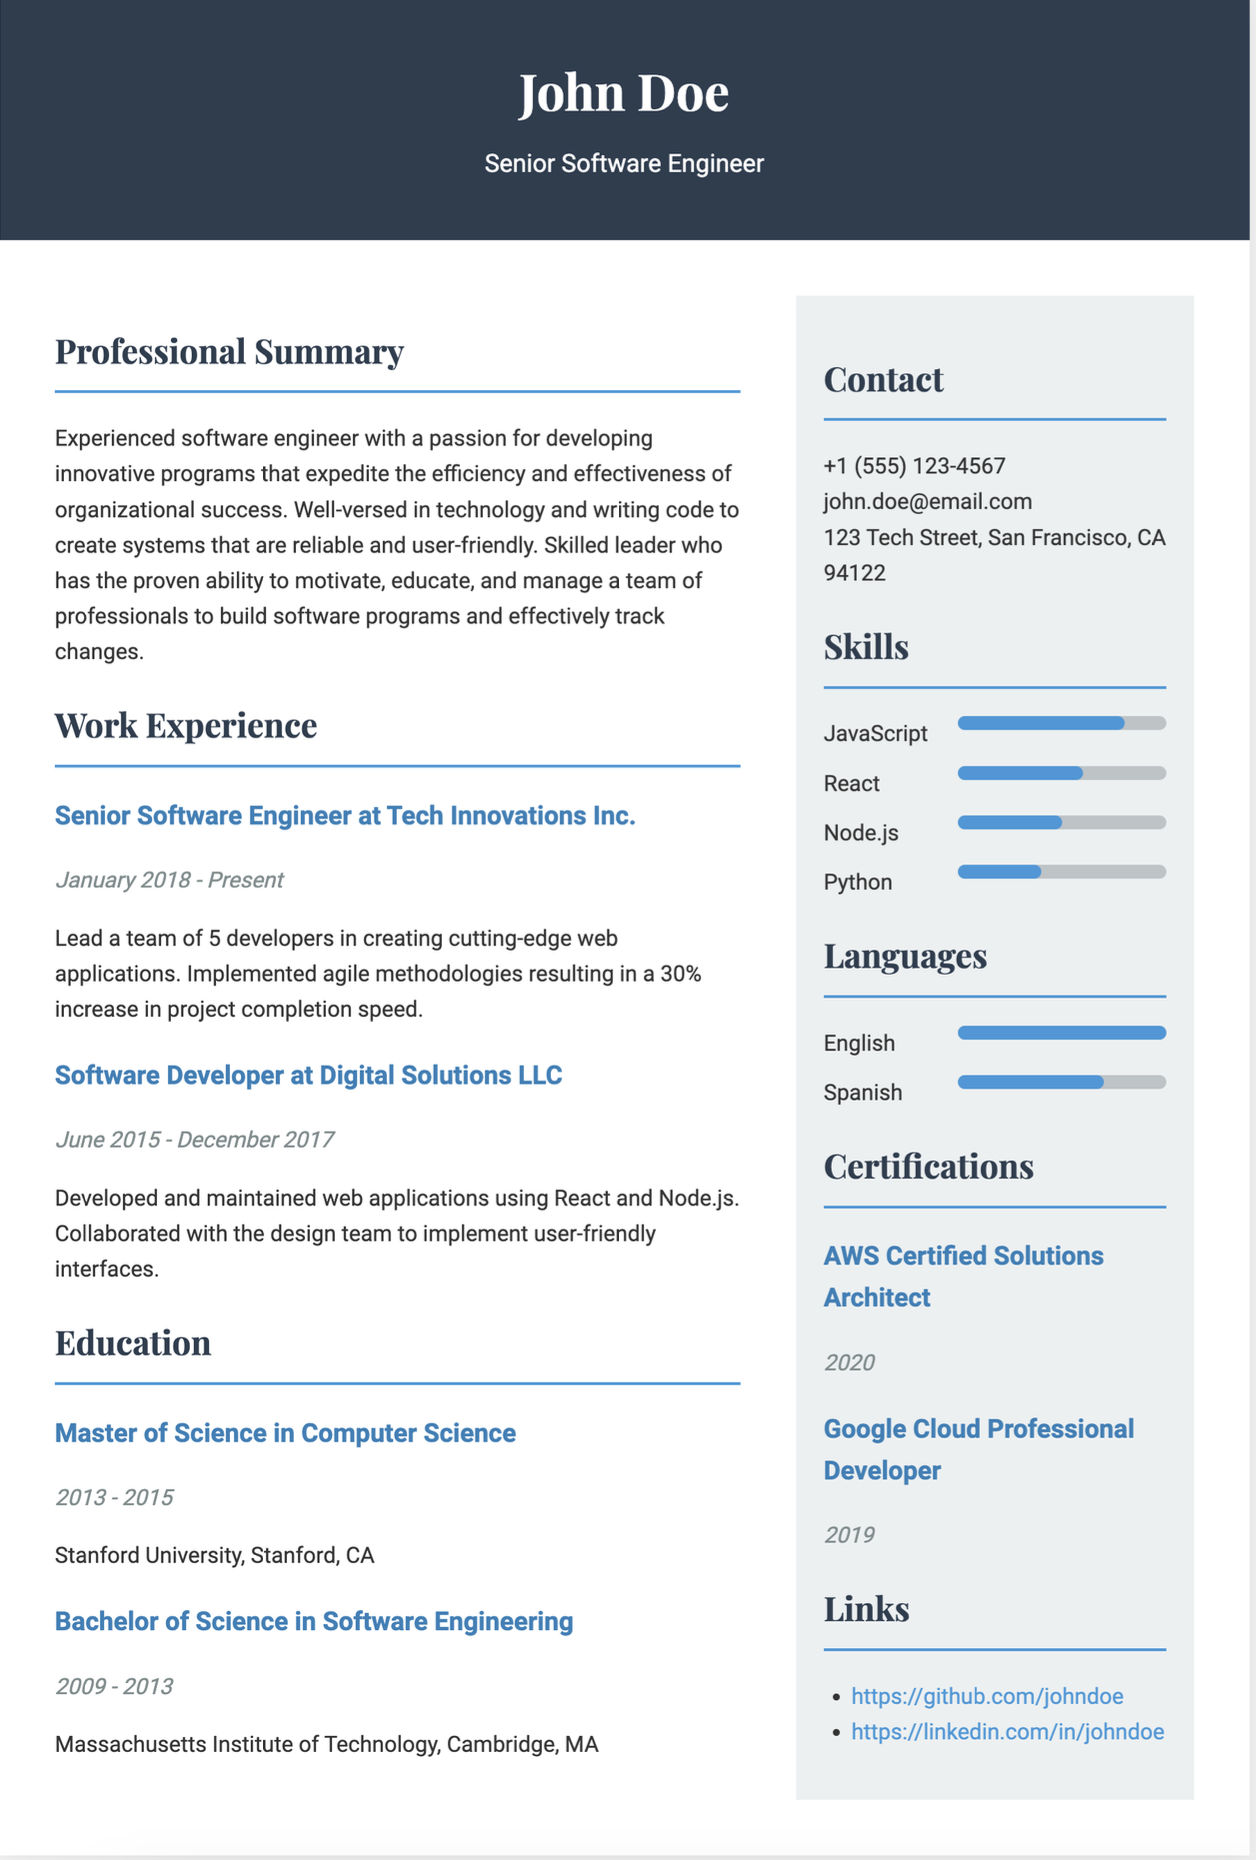 John Doe
Senior Software Engineer
Professional Summary
Experienced software engineer with a passion for developing
innovative programs that expedite the efficiency and effectiveness of
organizational success. Well-versed in technology and writing code to
create systems that are reliable and user-friendly. Skilled leader who
has the proven ability to motivate, educate, and manage a team of
professionals to build software programs and effectively track
changes.
Work Experience
Senior Software Engineer at Tech Innovations Inc.
January 2018 - Present
Lead a team of 5 developers in creating cutting-edge web
applications. Implemented agile methodologies resulting in a 30%
increase in project completion speed.
Software Developer at Digital Solutions LLC
June 2015 - December 2017
Developed and maintained web applications using React and Node.js.
Collaborated with the design team to implement user-friendly
interfaces.
Education
Master of Science in Computer Science
2013 - 2015
Stanford University, Stanford, CA
Bachelor of Science in Software Engineering
2009 - 2013
Massachusetts Institute of Technology, Cambridge, MA
Contact
+1 (555) 123-4567
john.doe@email.com
123 Tech Street, San Francisco, CA
94122
Skills
JavaScript
React
Node.js
Python
Languages
English
Spanish
Certifications
AWS Certified Solutions
Architect
2020
Google Cloud Professional
Developer
2019
Links
• https://github.com/johndoe
• https://linkedin.com/in/johndoe